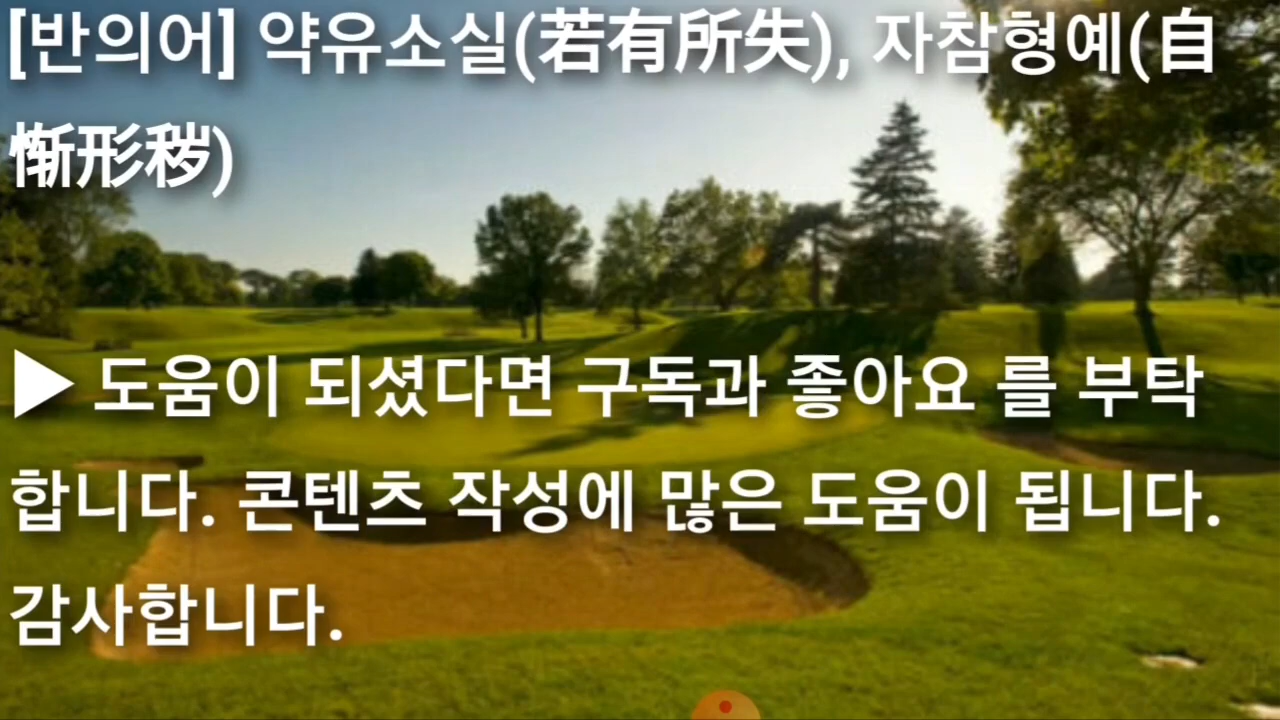 [반의어] 약유소실(若有所失), 자참형예(自
慚形秽)
▶ 도움이 되셨다면 구독과 좋아요 를 부탁
합니다. 콘텐츠 작성에 많은 도움이 됩니다.
감사합니다.